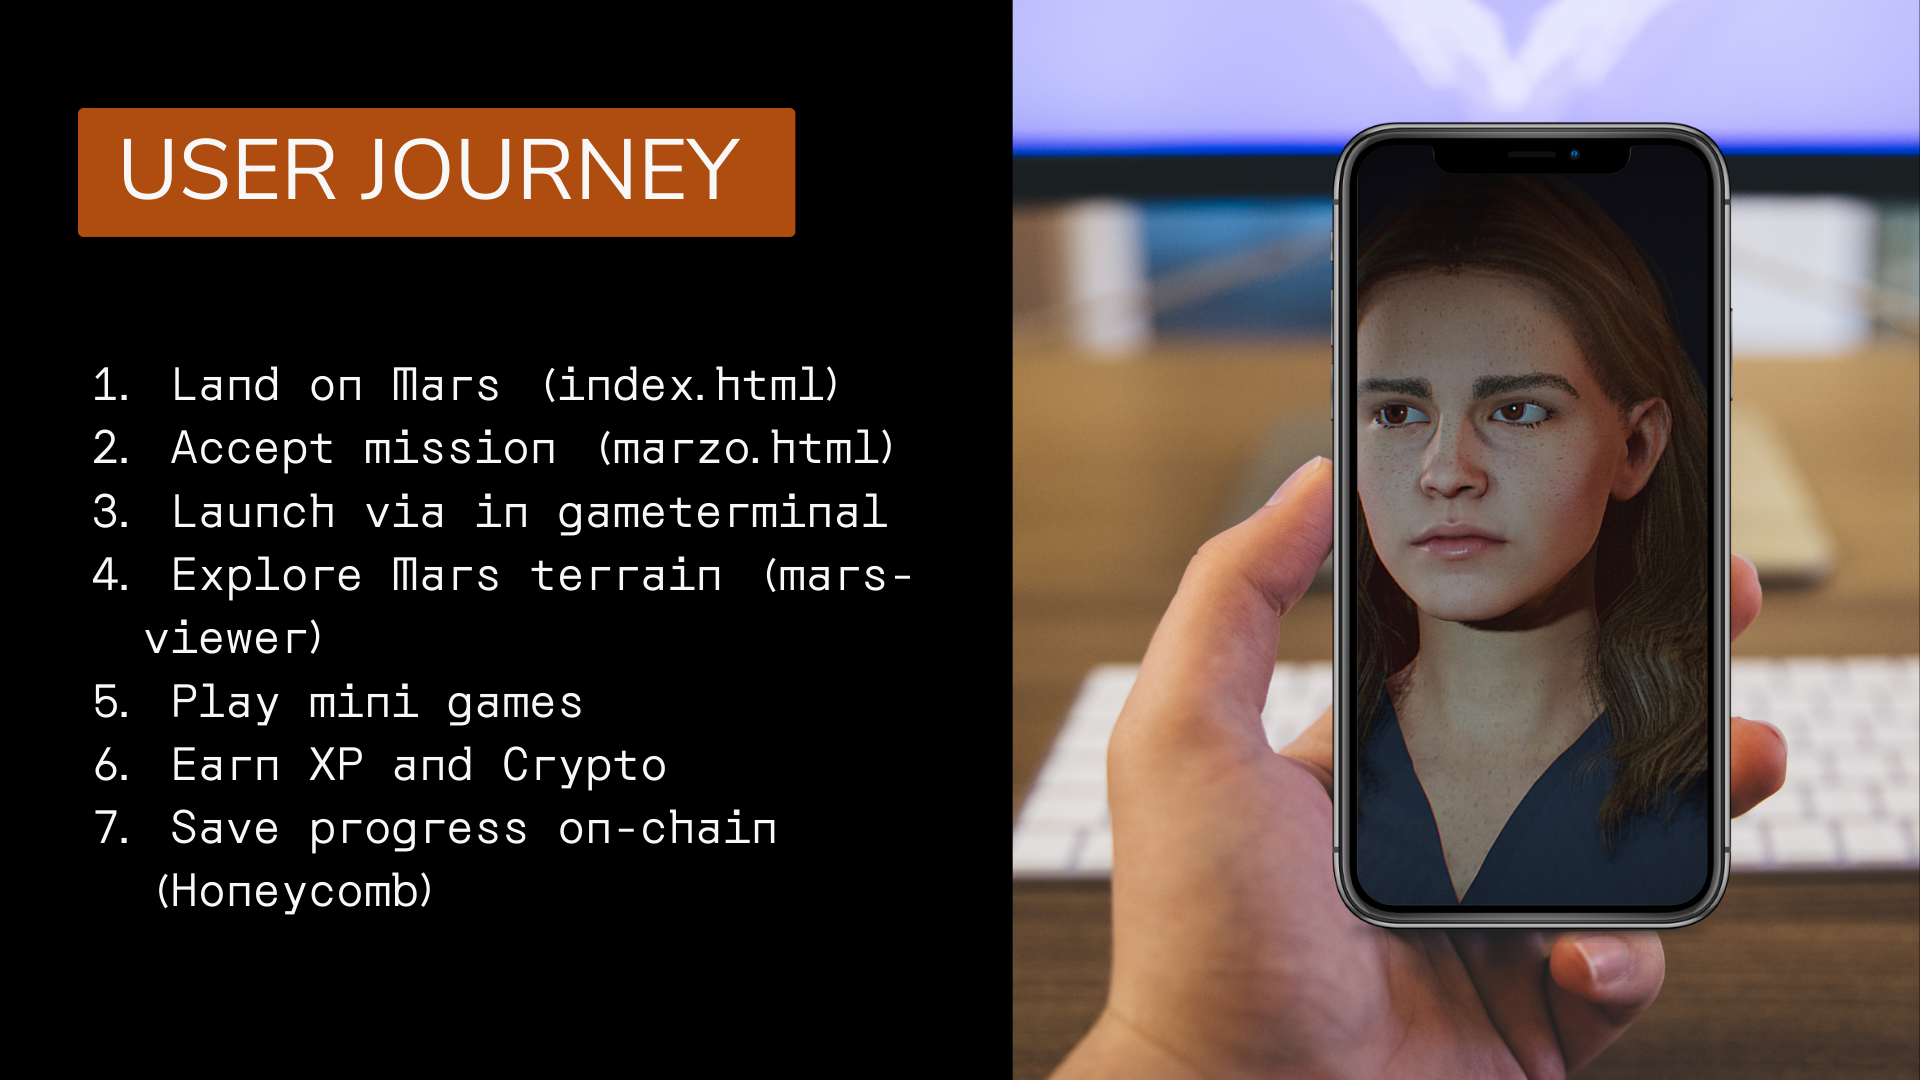 USER JOURNEY
1. Land on Mars (index.html)
2. Accept mission (marzo.html)
3. Launch via in gameterminal
4. Explore Mars terrain (mars-
viewer)
5. Play mini games
6. Earn XP and Crypto
7. Save progress on-chain
(Honeycomb)